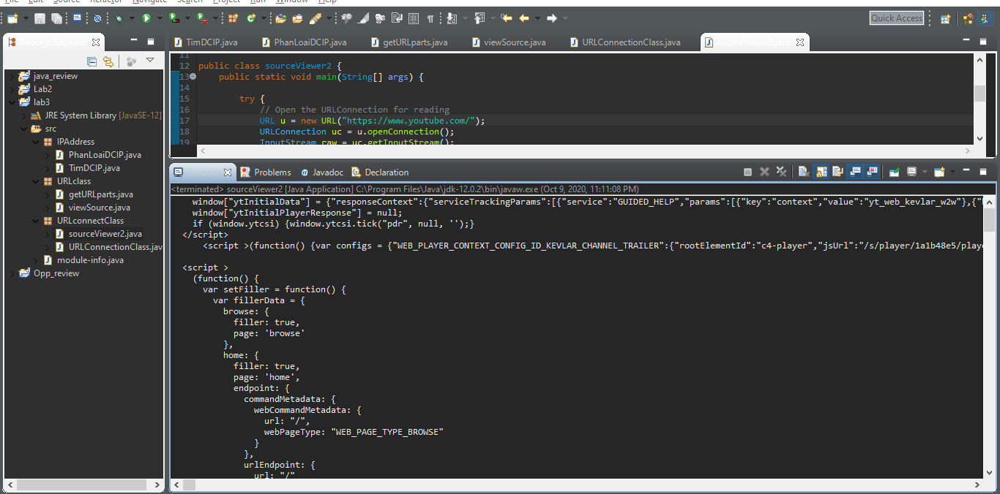 File Edit Source Refactor Navigate Search Project Run Window Help
Quick Access
TimDCIP.java PhanLoaiDCIP.java getURLparts.java viewSource.java URLConnectionClass.java
java_review
Lab2
lab3
JRE System Library [JavaSE-12]
src
IPAddress
PhanLoaiDCIP.java
TimDCIP.java
URLclass
getURLparts.java
viewSource.java
URLconnectClass
sourceViewer2.java
URLConnectionClass.jav
module-info.java
Opp_review
11
12 public class sourceViewer2 {
13 public static void main(String[] args) {
14
15 try {
16 // Open the URLConnection for reading
17 URL u = new URL("https://www.youtube.com/");
18 URLConnection uc = u.openConnection();
19 InputStream raw = uc.getInputStream();
Problems @ Javadoc Declaration
<terminated> sourceViewer2 [Java Application] C:\Program Files\Java\jdk-12.0.2\bin\javaw.exe (Oct 9, 2020, 11:11:08 PM)
window["ytInitialData"] = {"responseContext":{"serviceTrackingParams":[{"service":"GUIDED_HELP","params":[{"key":"context","value":"yt_web_kevlar_w2w"},{"
window["ytInitialPlayerResponse"] = null;
if (window.ytcsi) {window.ytcsi.tick("pdr", null, '');}
</script>
<script >(function() {var configs = {"WEB_PLAYER_CONTEXT_CONFIG_ID_KEVLAR_CHANNEL_TRAILER":{"rootElementId":"c4-player","jsUrl":"/s/player/1a1b48e5/playe
<script >
(function() {
var setFiller = function() {
var fillerData = {
browse: {
filler: true,
page: 'browse'
},
home: {
filler: true,
page: 'home',
endpoint: {
commandMetadata: {
webCommandMetadata: {
url: "/",
webPageType: "WEB_PAGE_TYPE_BROWSE"
}
},
urlEndpoint: {
url: "/"